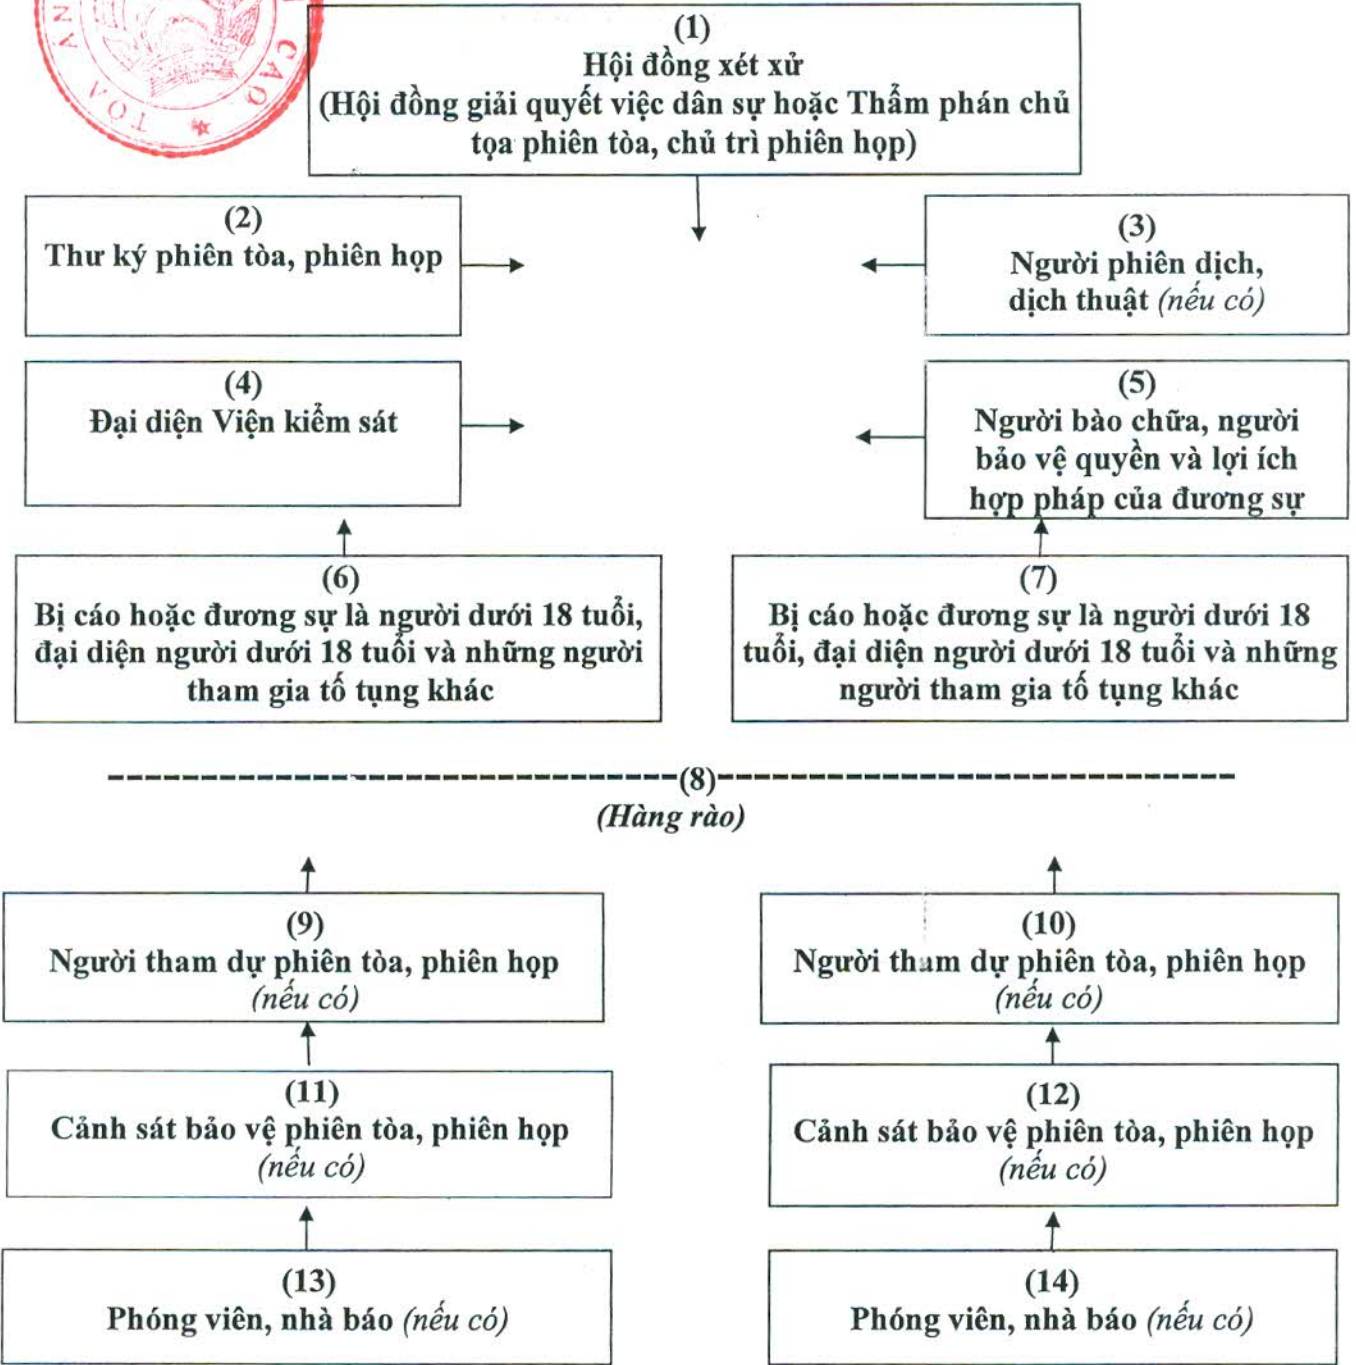 TÒA ÁN
CAO
(1)
Hội đồng xét xử
(Hội đồng giải quyết việc dân sự hoặc Thẩm phán chủ
tọa phiên tòa, chủ trì phiên họp)
(2)
Thư ký phiên tòa, phiên họp
(3)
Người phiên dịch,
dịch thuật (nếu có)
(4)
Đại diện Viện kiểm sát
(5)
Người bào chữa, người
bảo vệ quyền và lợi ích
hợp pháp của đương sự
(6)
Bị cáo hoặc đương sự là người dưới 18 tuổi,
đại diện người dưới 18 tuổi và những người
tham gia tố tụng khác
(7)
Bị cáo hoặc đương sự là người dưới 18
tuổi, đại diện người dưới 18 tuổi và những
người tham gia tố tụng khác
(8)
(Hàng rào)
(9)
Người tham dự phiên tòa, phiên họp
(nếu có)
(10)
Người tham dự phiên tòa, phiên họp
(nếu có)
(11)
Cảnh sát bảo vệ phiên tòa, phiên họp
(nếu có)
(12)
Cảnh sát bảo vệ phiên tòa, phiên họp
(nếu có)
(13)
Phóng viên, nhà báo (nếu có)
(14)
Phóng viên, nhà báo (nếu có)